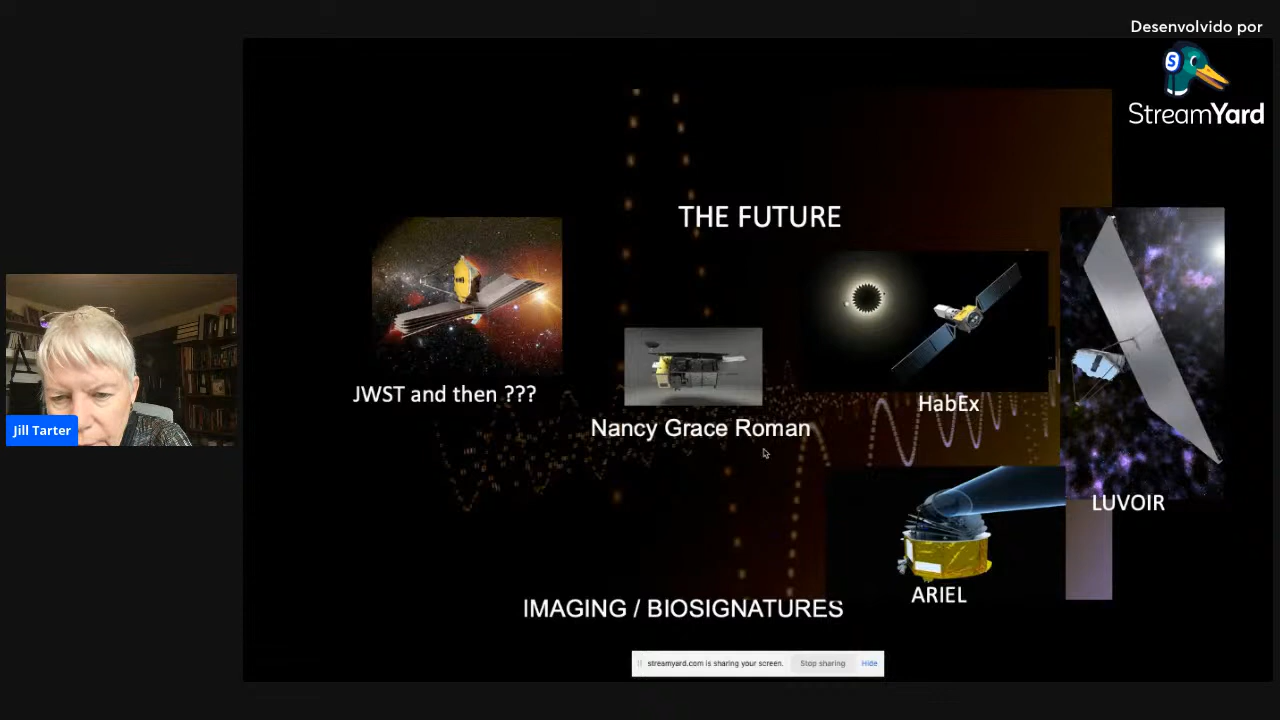 Desenvolvido por
StreamYard
THE FUTURE
JWST and then ???
Nancy Grace Roman
HabEx
LUVOIR
ARIEL
IMAGING / BIOSIGNATURES
Jill Tarter
streamyard.com is sharing your screen. Stop sharing Hide